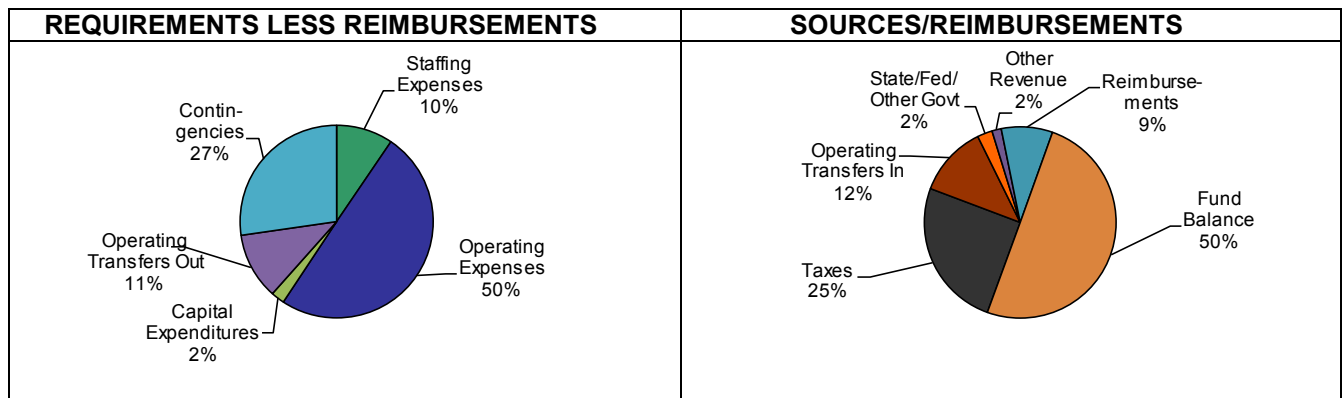 REQUIREMENTS LESS REIMBURSEMENTS
Staffing
Expenses
10%
Contin-
gencies
27%
Operating
Transfers Out
11%
Operating
Expenses
50%
Capital
Expenditures
2%
SOURCES/REIMBURSEMENTS
Other
Revenue
2%
State/Fed/
Other Govt
2%
Reimburse-
ments
9%
Operating
Transfers In
12%
Fund
Balance
50%
Taxes
25%